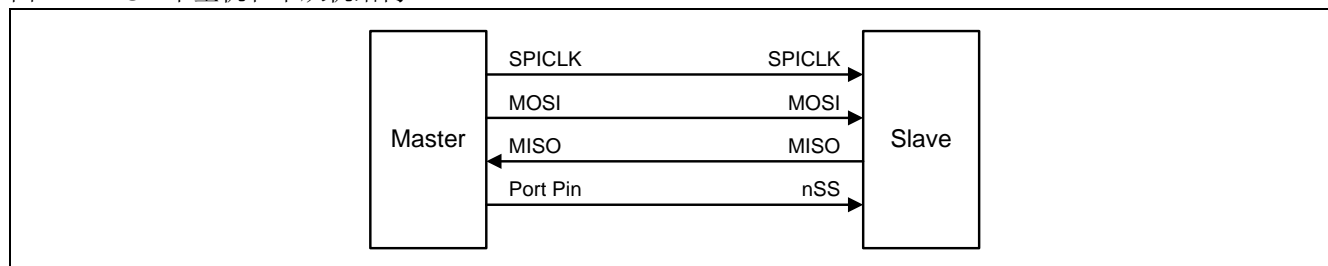 SPICLK SPICLK
MOSI MOSI
Master MISO MISO Slave
Port Pin nSS